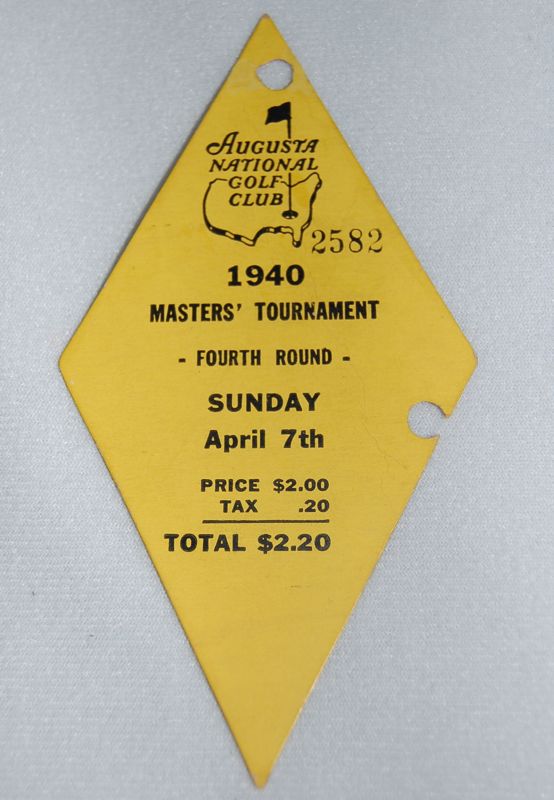 Augusta
National
Golf
Club
2582
1940
MASTERS' TOURNAMENT
- FOURTH ROUND -
SUNDAY
April 7th
PRICE $2.00
TAX .20
TOTAL $2.20